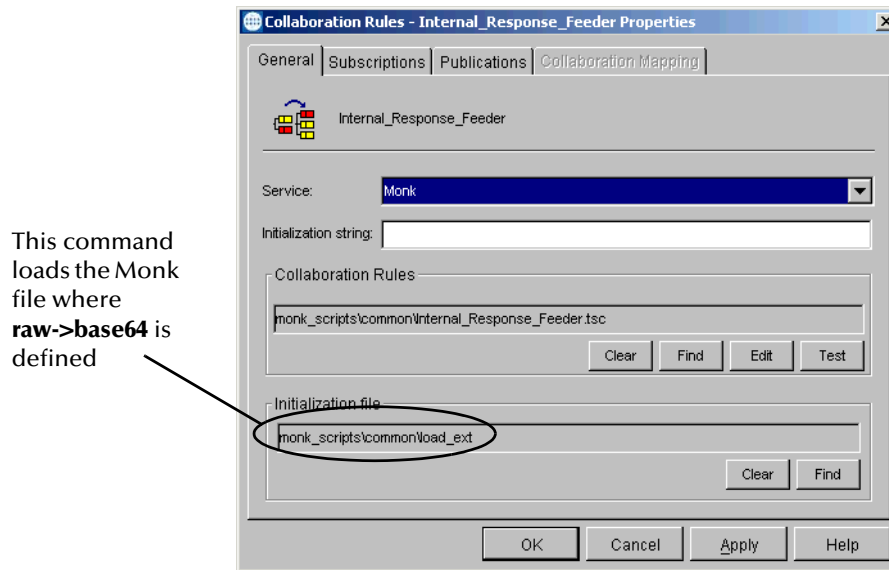 Collaboration Rules - Internal_Response_Feeder Properties
General Subscriptions Publications Collaboration Mapping
Internal_Response_Feeder
Service: Monk
Initialization string:
Collaboration Rules
monk_scripts\common\Internal_Response_Feeder.tsc
Clear Find Edit Test
Initialization file
monk_scripts\common\load_ext
Clear Find
OK Cancel Apply Help
This command
loads the Monk
file where
raw->base64 is
defined